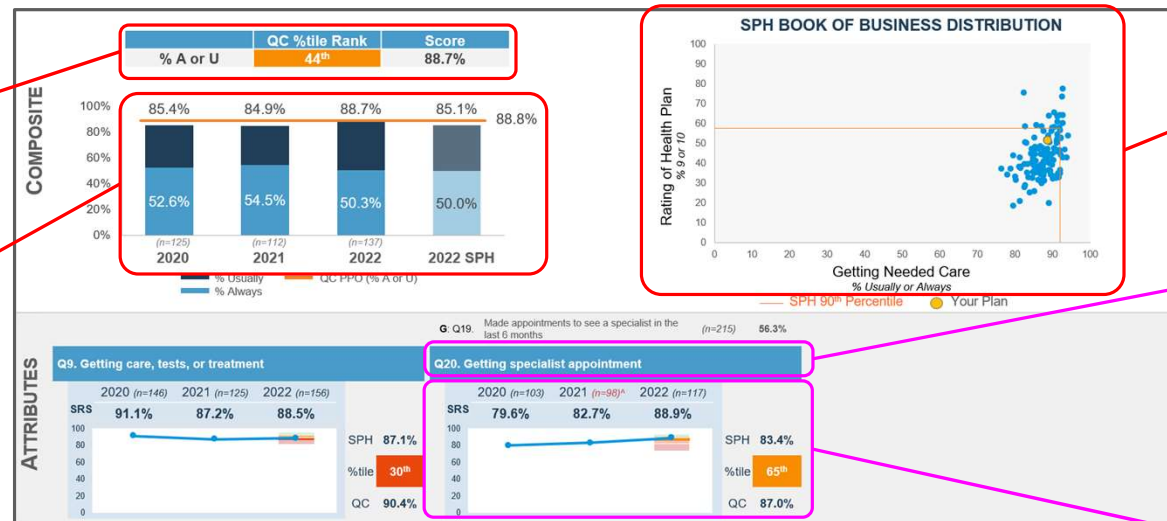 COMPOSITE
QC %tile Rank Score
% A or U 44th 88.7%
100%
80%
60%
40%
20%
0%
85.4% 84.9% 88.7% 85.1%
88.8%
52.6% 54.5% 50.3% 50.0%
(n=125) (n=112) (n=137)
2020 2021 2022 2022 SPH
% Usually QC PPO (% A or U)
% Always
SPH BOOK OF BUSINESS DISTRIBUTION
Rating of Health Plan
% 9 or 10
100
90
80
70
60
50
40
30
20
10
0
0 10 20 30 40 50 60 70 80 90 100
Getting Needed Care
% Usually or Always
SPH 90th Percentile Your Plan
ATTRIBUTES
G: Q19. Made appointments to see a specialist in the
last 6 months
(n=215) 56.3%
Q9. Getting care, tests, or treatment
2020 (n=146) 2021 (n=125) 2022 (n=156)
SRS 91.1% 87.2% 88.5%
100
80
60
40
20
0
SPH 87.1%
%tile 30th
QC 90.4%
Q20. Getting specialist appointment
2020 (n=103) 2021 (n=98)^ 2022 (n=117)
SRS 79.6% 82.7% 88.9%
100
80
60
40
20
0
SPH 83.4%
%tile 65th
QC 87.0%